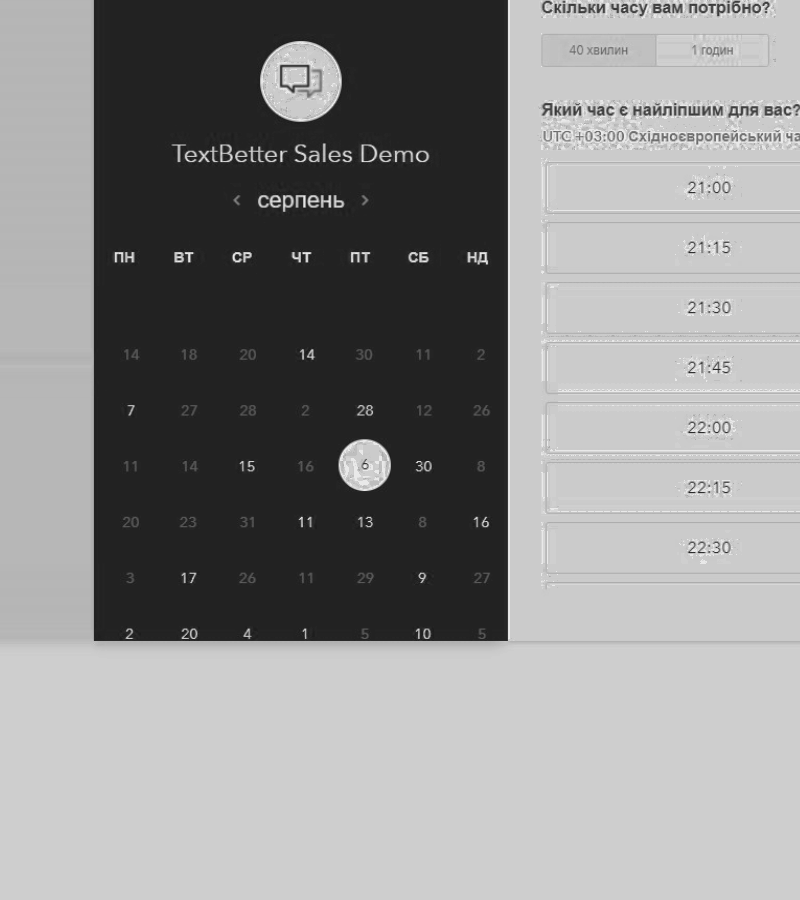 TextBetter Sales Demo
серпень
ПН ВТ СР ЧТ ПТ СБ НД
14 18 20 14 30 11 2
7 27 28 2 28 12 26
11 14 15 16 6 30 8
20 23 31 11 13 8 16
3 17 26 11 29 9 27
2 20 4 1 5 10 5
Скільки часу вам потрібно?
40 хвилин 1 годин
Який час є найліпшим для вас?
UTC +03:00 Східноєвропейський ча
21:00
21:15
21:30
21:45
22:00
22:15
22:30